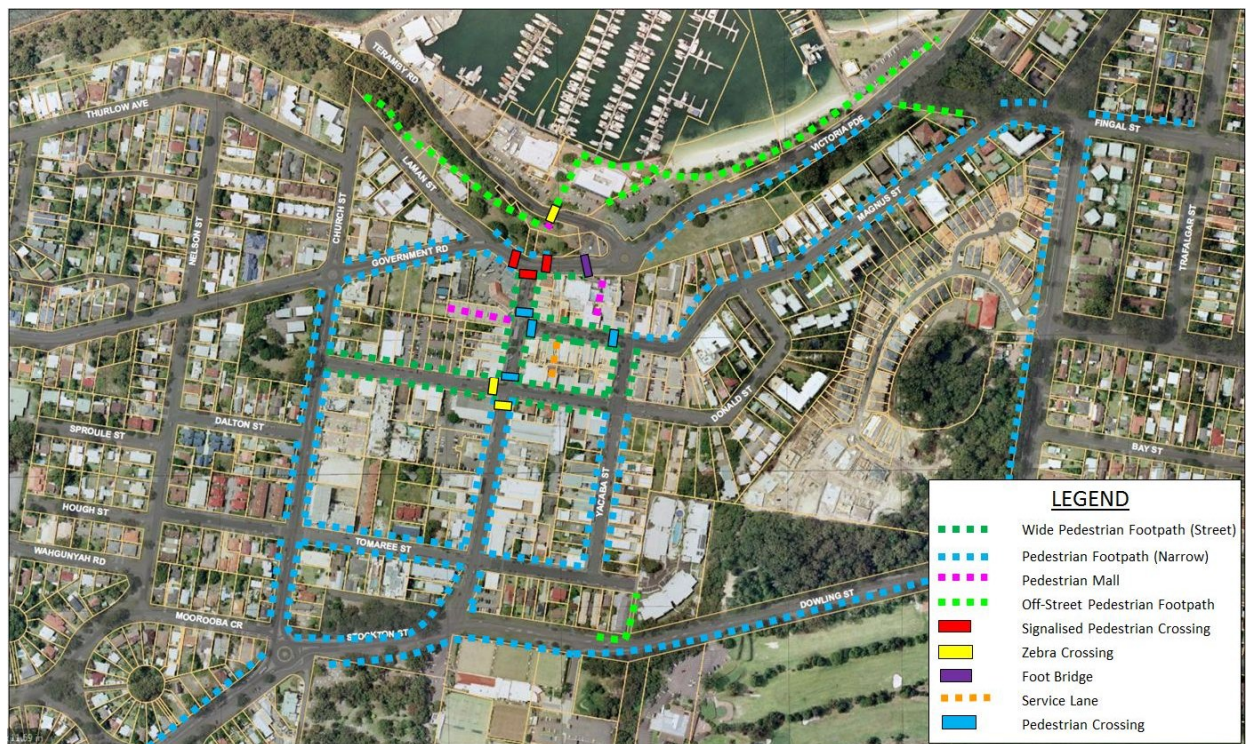 TERAMBY RD
THURLOW AVE
VICTORIA PDE
FINGAL ST
LAMAN ST
MAGNUS ST
NELSON ST
CHURCH ST
TRAFALGAR ST
GOVERNMENT RD
DONALD ST
DALTON ST
SPROULE ST
BAY ST
YACABA ST
HOUGH ST
TOMAREE ST
WAHGUNYAH RD
DOWLING ST
MOOROOBA CR
STOCKTON ST
LEGEND
Wide Pedestrian Footpath (Street)
Pedestrian Footpath (Narrow)
Pedestrian Mall
Off-Street Pedestrian Footpath
Signalised Pedestrian Crossing
Zebra Crossing
Foot Bridge
Service Lane
Pedestrian Crossing